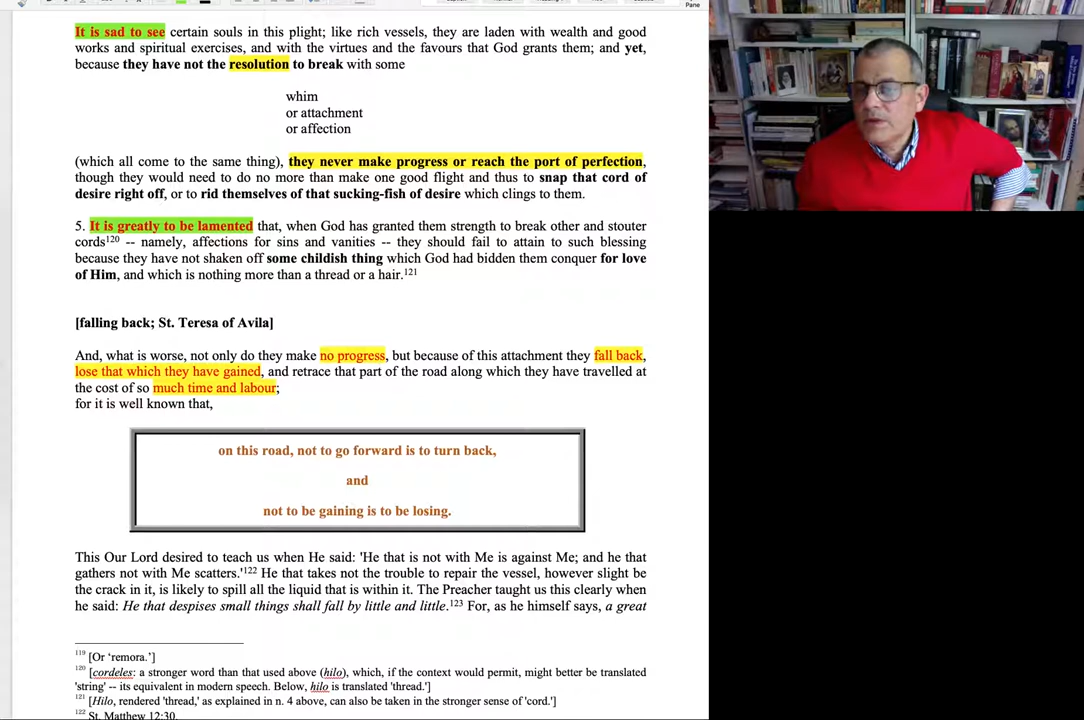 Pane
It is sad to see certain souls in this plight; like rich vessels, they are laden with wealth and good
works and spiritual exercises, and with the virtues and the favours that God grants them; and yet,
because they have not the resolution to break with some
whim
or attachment
or affection
(which all come to the same thing), they never make progress or reach the port of perfection,
though they would need to do no more than make one good flight and thus to snap that cord of
desire right off, or to rid themselves of that sucking-fish of desire which clings to them.
5. It is greatly to be lamented that, when God has granted them strength to break other and stouter
cords120 -- namely, affections for sins and vanities -- they should fail to attain to such blessing
because they have not shaken off some childish thing which God had bidden them conquer for love
of Him, and which is nothing more than a thread or a hair.121
[falling back; St. Teresa of Avila]
And, what is worse, not only do they make no progress, but because of this attachment they fall back,
lose that which they have gained, and retrace that part of the road along which they have travelled at
the cost of so much time and labour;
for it is well known that,
on this road, not to go forward is to turn back,
and
not to be gaining is to be losing.
This Our Lord desired to teach us when He said: 'He that is not with Me is against Me; and he that
gathers not with Me scatters.'122 He that takes not the trouble to repair the vessel, however slight be
the crack in it, is likely to spill all the liquid that is within it. The Preacher taught us this clearly when
he said: He that despises small things shall fall by little and little.123 For, as he himself says, a great
119 [Or ‘remora.’]
120 [cordeles: a stronger word than that used above (hilo), which, if the context would permit, might better be translated
'string' -- its equivalent in modern speech. Below, hilo is translated 'thread.']
121 [Hilo, rendered 'thread,' as explained in n. 4 above, can also be taken in the stronger sense of 'cord.']
122 St. Matthew 12:30.